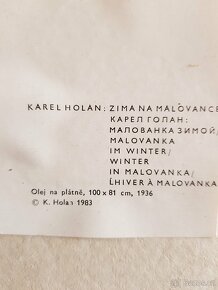 KAREL HOLAN: ZIMA NA MALOVANCE
КАРЕЛ ГОЛАН:
МАЛОВАНКА ЗИМОЙ/
MALOVANKA
IM WINTER/
WINTER
IN MALOVANKA/
L'HIVER À MALOVANKA
Olej na plátně, 100 x 81 cm, 1936
© K. Holan 1983